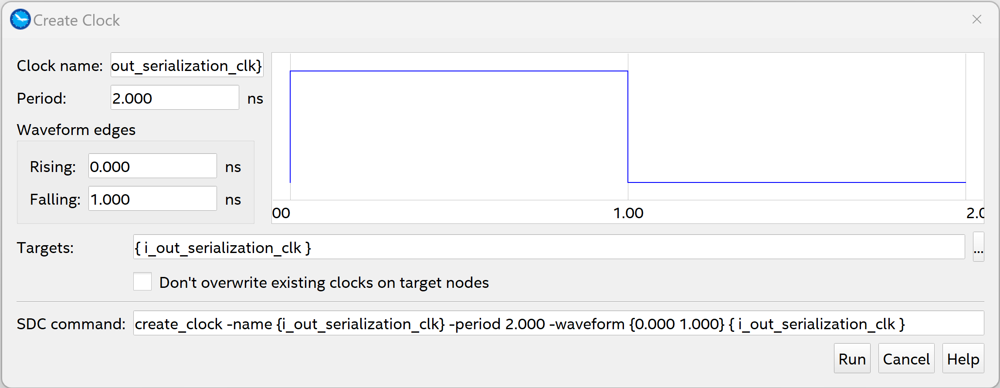 Create Clock
Clock name: out_serialization_clk}
Period: 2.000 ns
Waveform edges
Rising: 0.000 ns
Falling: 1.000 ns
00 1.00 2.0
Targets: { i_out_serialization_clk } ...
Don't overwrite existing clocks on target nodes
SDC command: create_clock -name {i_out_serialization_clk} -period 2.000 -waveform {0.000 1.000} { i_out_serialization_clk }
Run Cancel Help